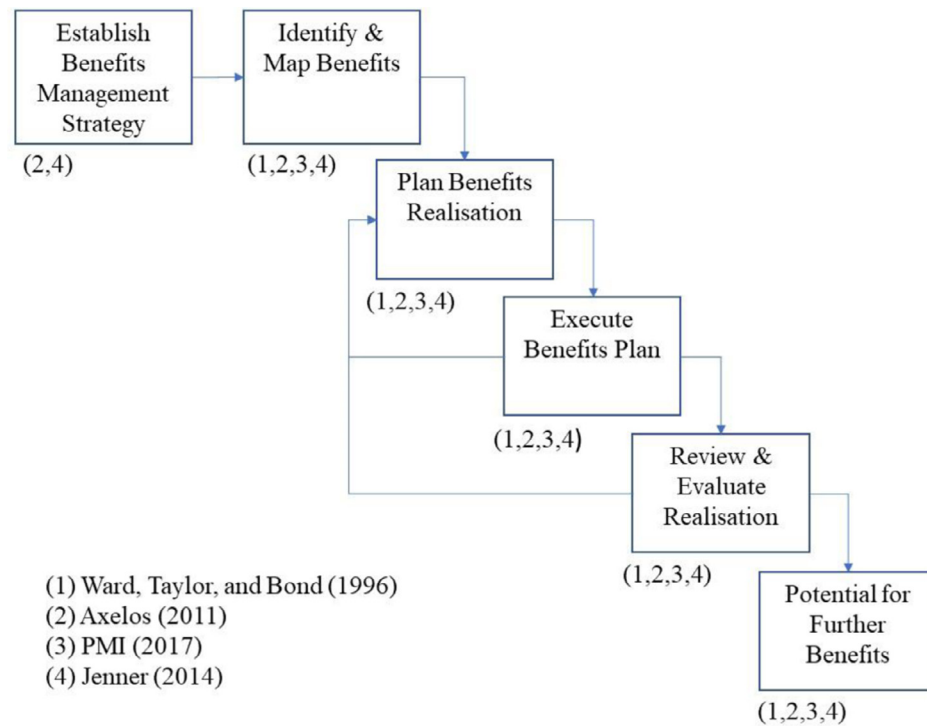 Establish
Benefits
Management
Strategy
(2,4)
Identify &
Map Benefits
(1,2,3,4)
Plan Benefits
Realisation
(1,2,3,4)
Execute
Benefits Plan
(1,2,3,4)
Review &
Evaluate
Realisation
(1,2,3,4)
Potential for
Further
Benefits
(1,2,3,4)
(1) Ward, Taylor, and Bond (1996)
(2) Axelos (2011)
(3) PMI (2017)
(4) Jenner (2014)